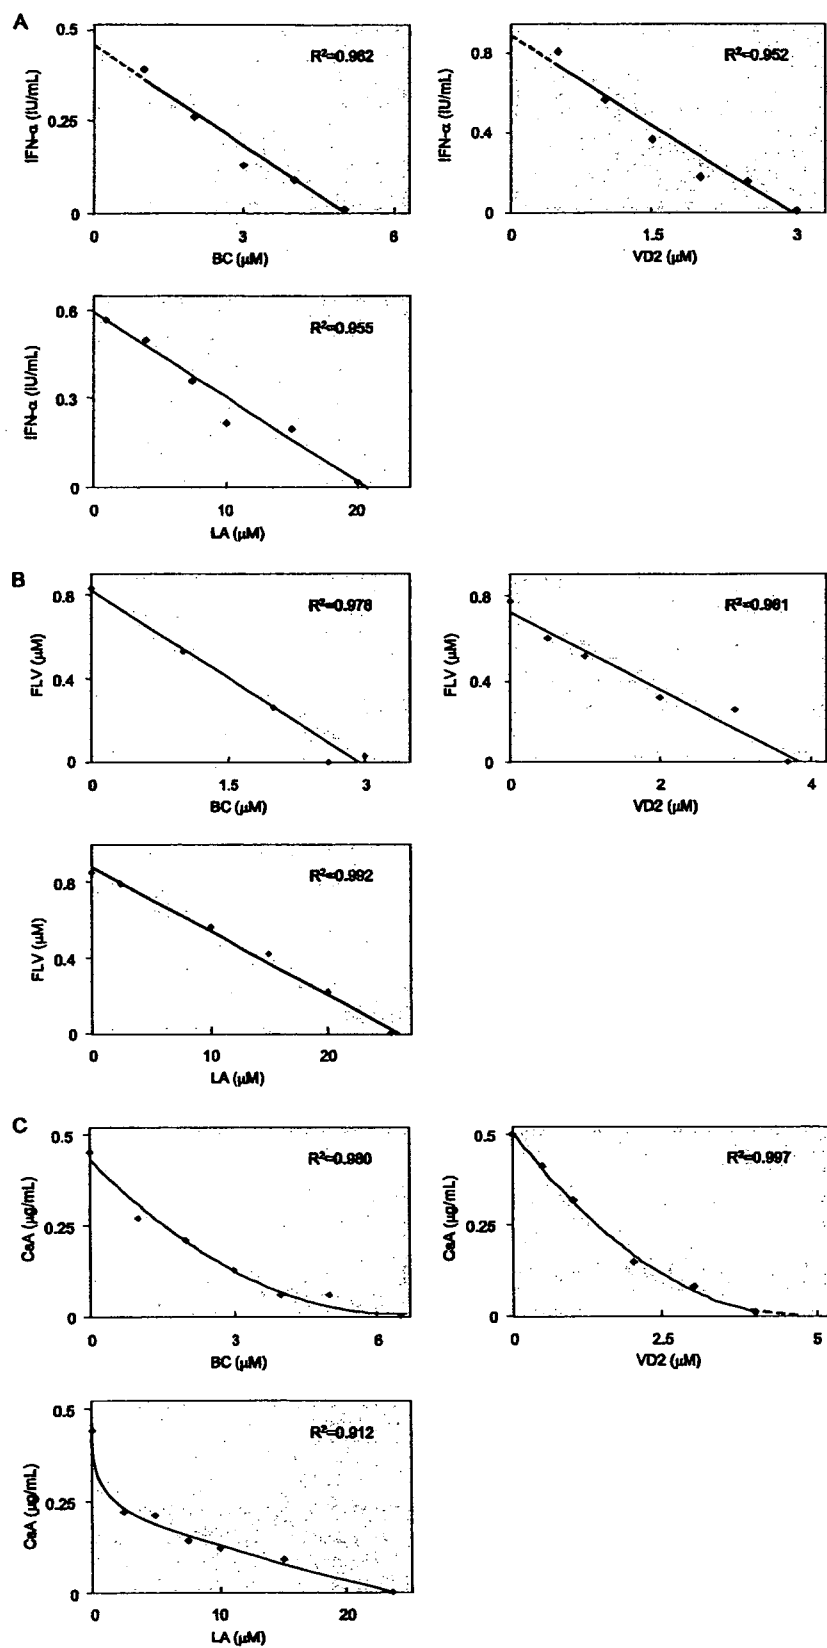 A
0.5
0.25
0
IFN-α (IU/mL)
R²=0.962
0
3
6
BC (μM)
0.8
0.4
0
IFN-α (IU/mL)
R²=0.952
0
1.5
3
VD2 (μM)
0.6
0.3
0
IFN-α (IU/mL)
R²=0.955
0
10
20
LA (μM)
B
0.8
0.4
0
FLV (μM)
R²=0.978
0
1.5
3
BC (μM)
0.8
0.4
0
FLV (μM)
R²=0.961
0
2
4
VD2 (μM)
0.8
0.4
0
FLV (μM)
R²=0.992
0
10
20
LA (μM)
C
0.5
0.25
0
CaA (μg/mL)
R²=0.980
0
3
6
BC (μM)
0.5
0.25
0
CaA (μg/mL)
R²=0.997
0
2.5
5
VD2 (μM)
0.5
0.25
0
CaA (μg/mL)
R²=0.912
0
10
20
LA (μM)